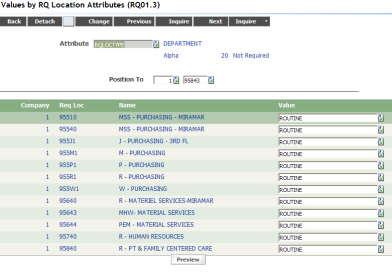 Values by RQ Location Attributes (RQ01.3)
Back Detach Change Previous Inquire Next Inquire
Attribute RQLOCTYPE DEPARTMENT
Alpha 20 Not Required
Position To 1 95843
Company Req Loc Name Value
1 95510 MSS - PURCHASING - MIRAMAR ROUTINE
1 95540 MSS - PURCHASING - MIRAMAR ROUTINE
1 955J1 J - PURCHASING - 3RD FL ROUTINE
1 955M1 M - PURCHASING ROUTINE
1 955P1 P - PURCHASING ROUTINE
1 955R1 R - PURCHASING ROUTINE
1 955W1 W - PURCHASING ROUTINE
1 95640 R - MATERIEL SERVICES-MIRAMAR ROUTINE
1 95643 MHW- MATERIAL SERVICES ROUTINE
1 95644 PEM - MATERIAL SERVICES ROUTINE
1 95740 R - HUMAN RESOURCES ROUTINE
1 95840 R - PT & FAMILY CENTERED CARE ROUTINE
Preview